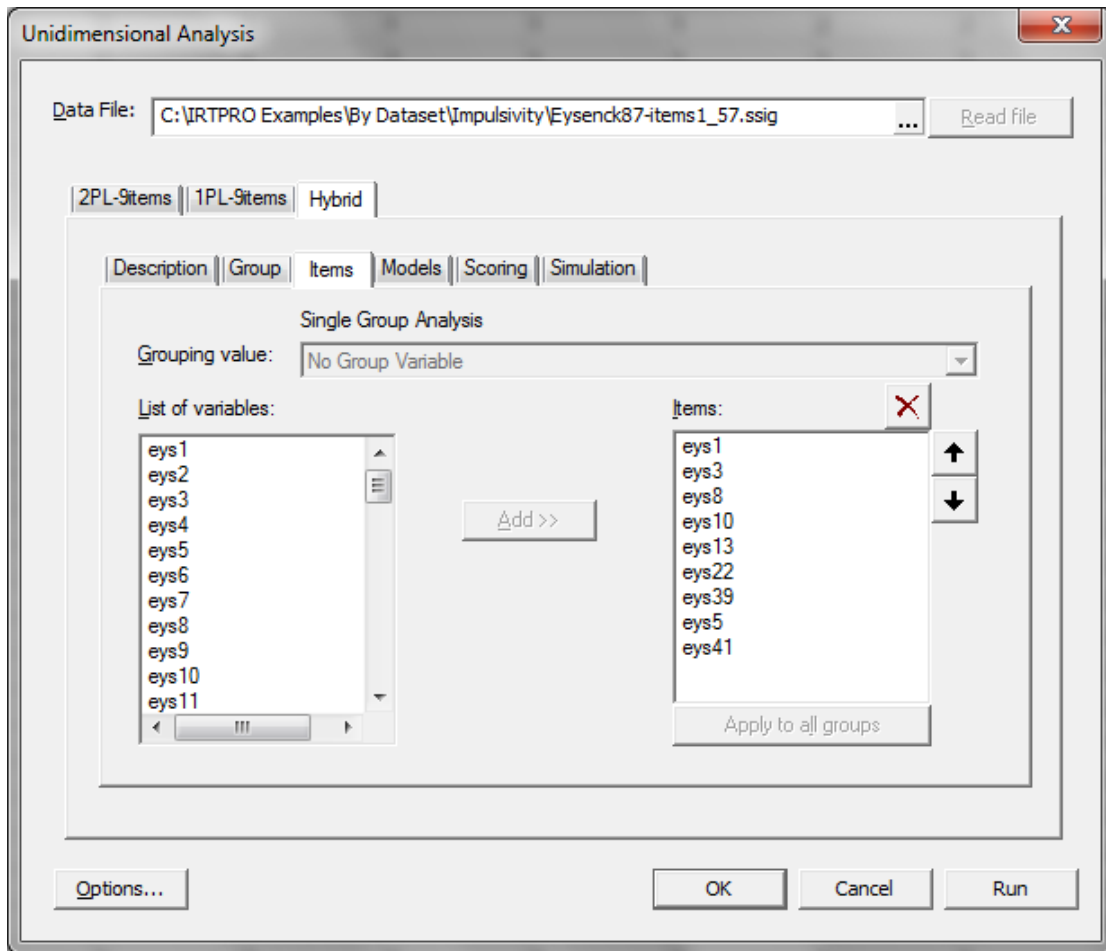 Unidimensional Analysis
Data File: C:\IRTPRO Examples\By Dataset\Impulsivity\Eysenck87-items1_57.ssig ... Read file
2PL-9items 1PL-9items Hybrid
Description Group Items Models Scoring Simulation
Single Group Analysis
Grouping value: No Group Variable
List of variables:
eys1
eys2
eys3
eys4
eys5
eys6
eys7
eys8
eys9
eys10
eys11
Add >>
Items:
eys1
eys3
eys8
eys10
eys13
eys22
eys39
eys5
eys41
Apply to all groups
Options... OK Cancel Run